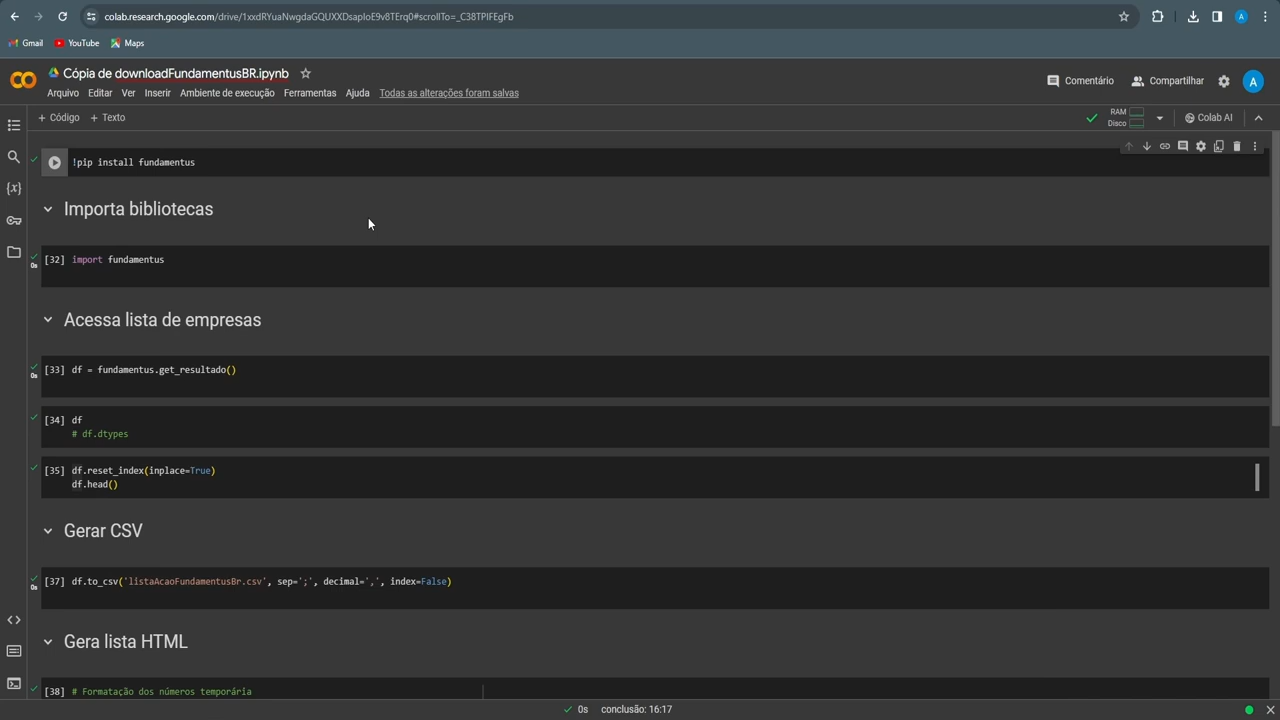 colab.research.google.com/drive/1xxdRYuaNwgdaGQUXXDsapIoE9v8TErq0#scrollTo=_C38TPIFEgFb
Gmail YouTube Maps
Cópia de downloadFundamentusBR.ipynb
Arquivo Editar Ver Inserir Ambiente de execução Ferramentas Ajuda Todas as alterações foram salvas
Comentário Compartilhar A
+ Código + Texto
RAM
Disco
Colab AI
!pip install fundamentus
Importa bibliotecas
[32] import fundamentus
0s
Acessa lista de empresas
[33] df = fundamentus.get_resultado()
0s
[34] df
# df.dtypes
[35] df.reset_index(inplace=True)
df.head()
Gerar CSV
[37] df.to_csv('listaAcaoFundamentusBr.csv', sep=';', decimal=',', index=False)
0s
Gera lista HTML
[38] # Formatação dos números temporária
0s conclusão: 16:17